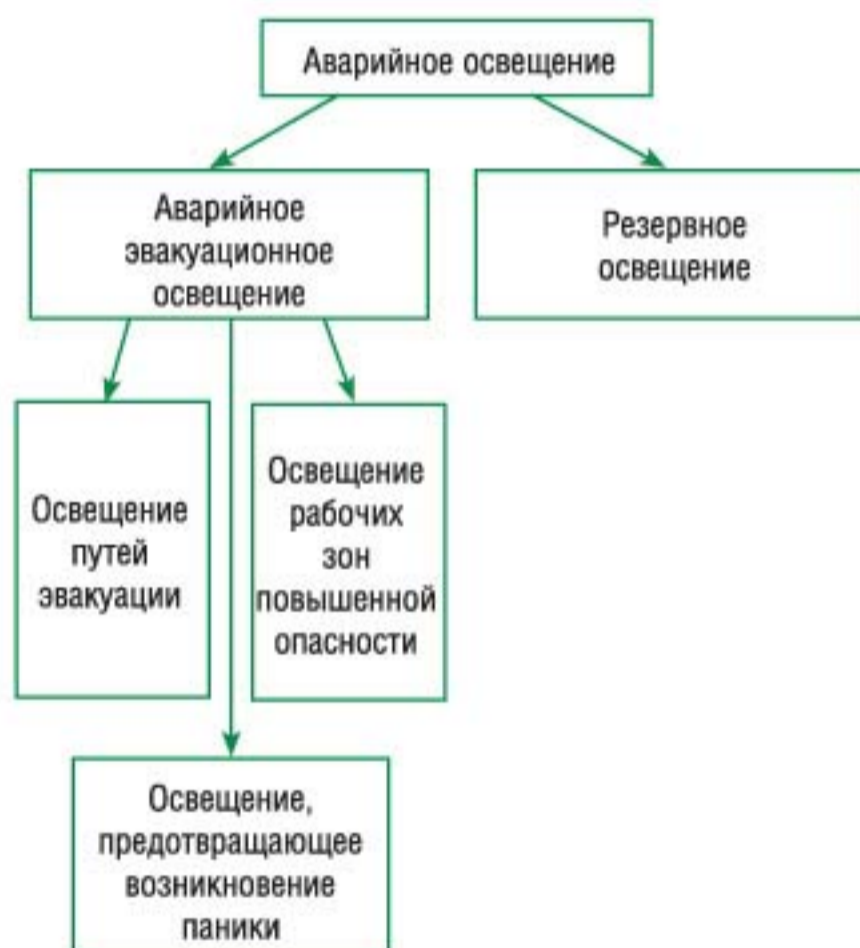 Аварийное освещение
Аварийное
эвакуационное
освещение
Резервное
освещение
Освещение
путей
эвакуации
Освещение
рабочих
зон
повышенной
опасности
Освещение,
предотвращающее
возникновение
паники